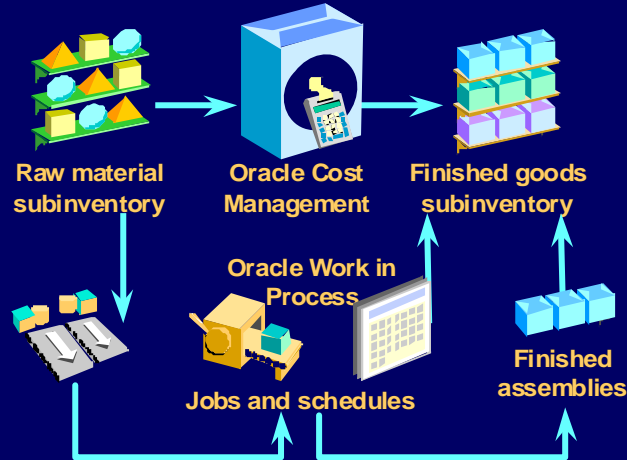 Raw material
subinventory
Oracle Cost
Management
Finished goods
subinventory
Oracle Work in
Process
Jobs and schedules
Finished
assemblies